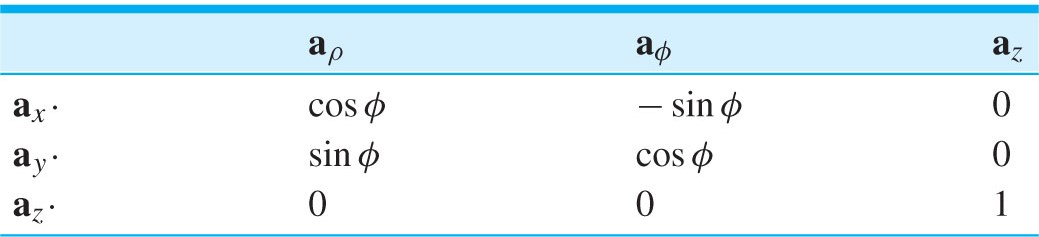 a_ρ a_ϕ a_z
a_x· cos ϕ − sin ϕ 0
a_y· sin ϕ cos ϕ 0
a_z· 0 0 1